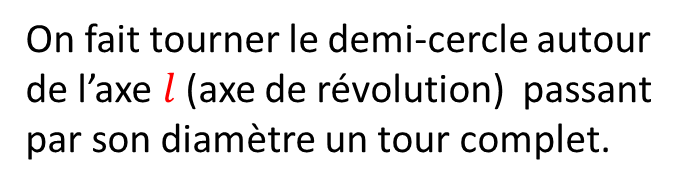 On fait tourner le demi-cercle autour
de l’axe l (axe de révolution) passant
par son diamètre un tour complet.